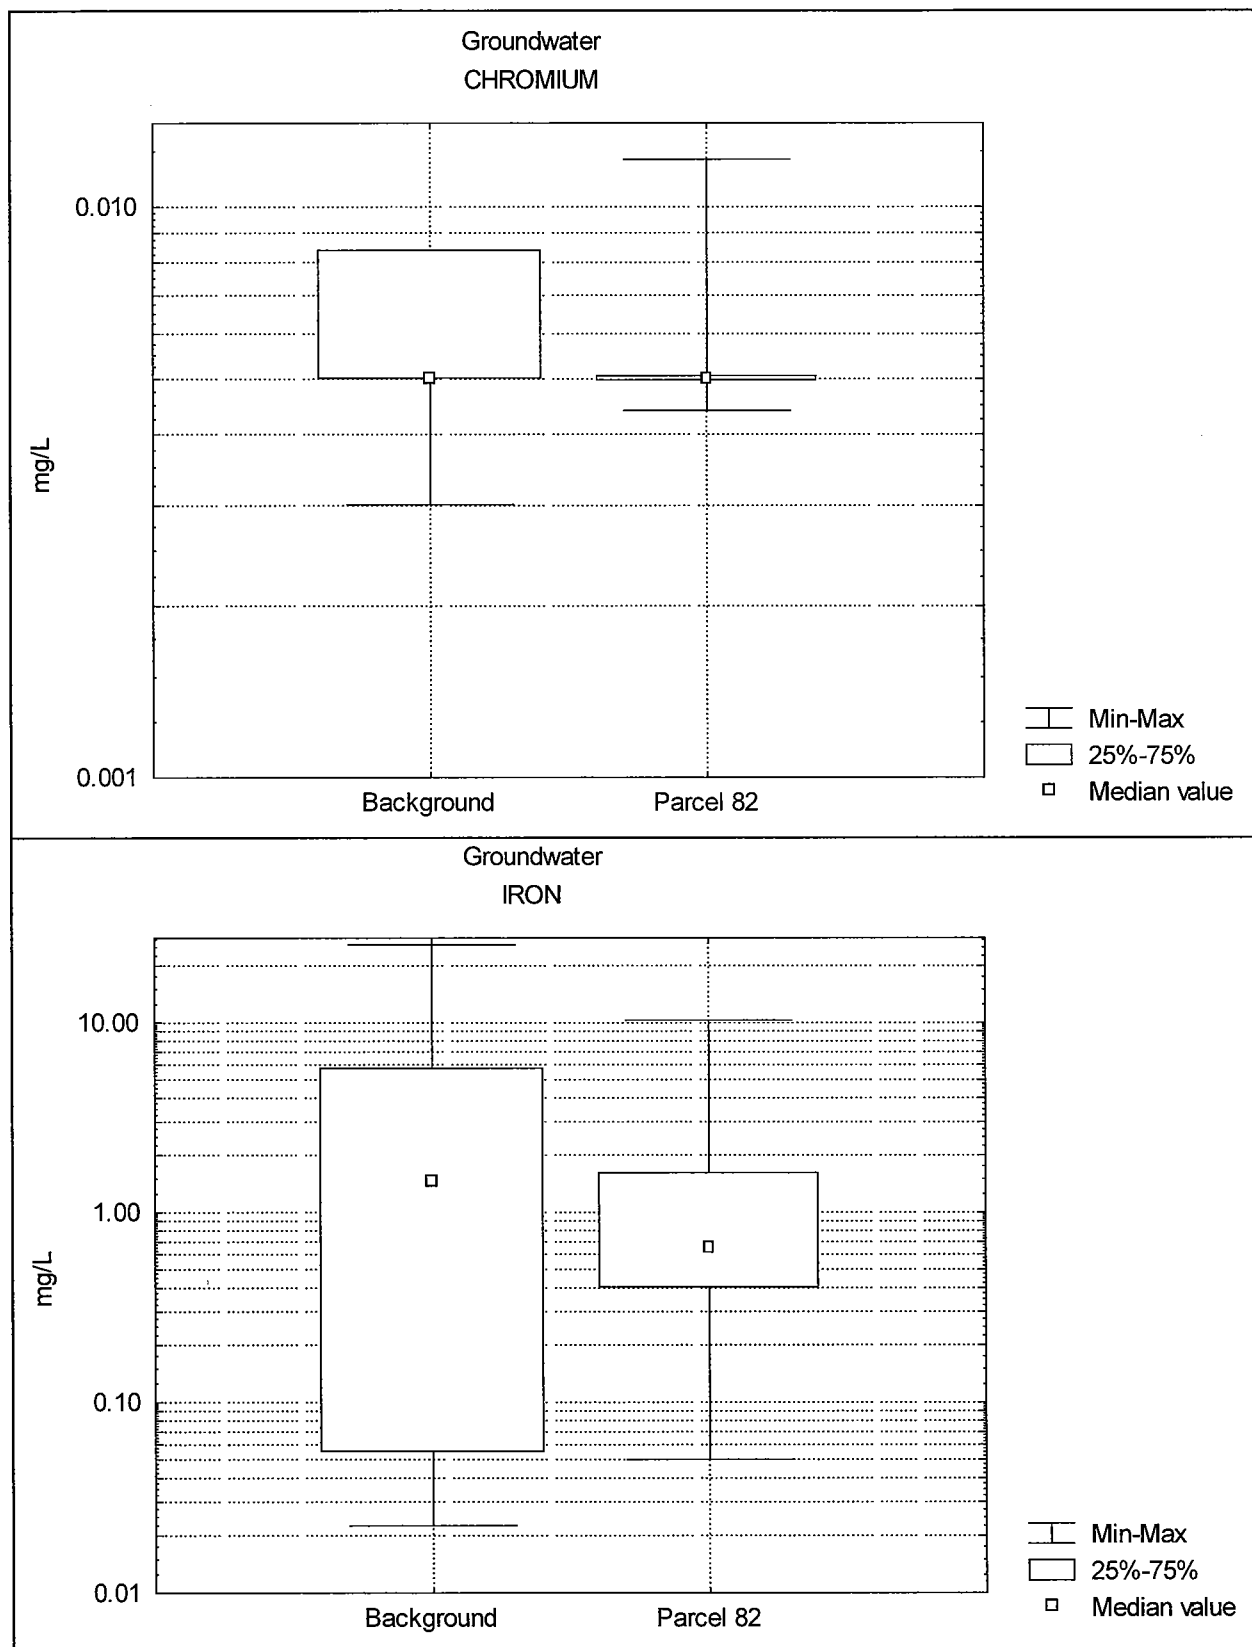 Groundwater
CHROMIUM
0.010
mg/L
0.001
Background
Parcel 82
Min-Max
25%-75%
Median value
Groundwater
IRON
10.00
1.00
mg/L
0.10
0.01
Background
Parcel 82
Min-Max
25%-75%
Median value